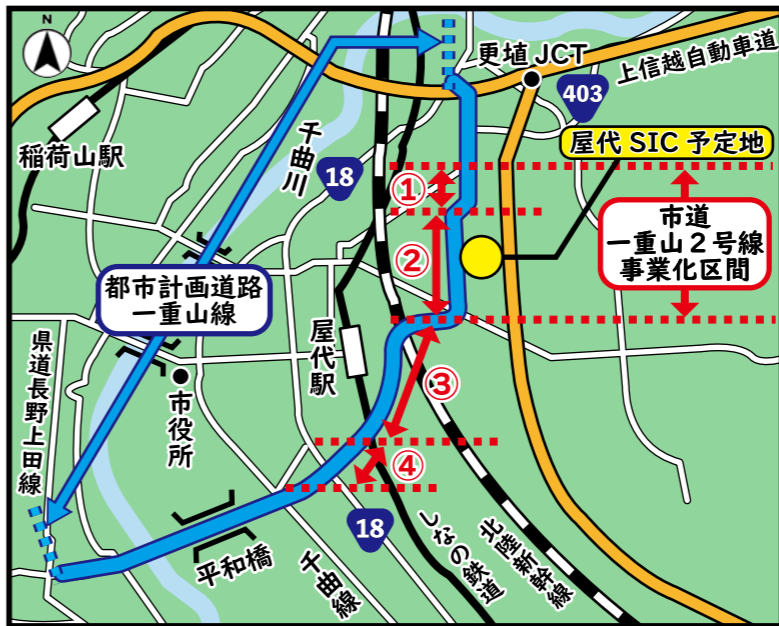 N
更埴JCT
上信越自動車道
403
稲荷山駅
千曲川
18
屋代 SIC 予定地
①
市道
一重山2号線
事業化区間
②
都市計画道路
一重山線
屋代駅
県道長野上田線
市役所
③
④
18
平和橋
千曲線
しなの鉄道
北陸新幹線